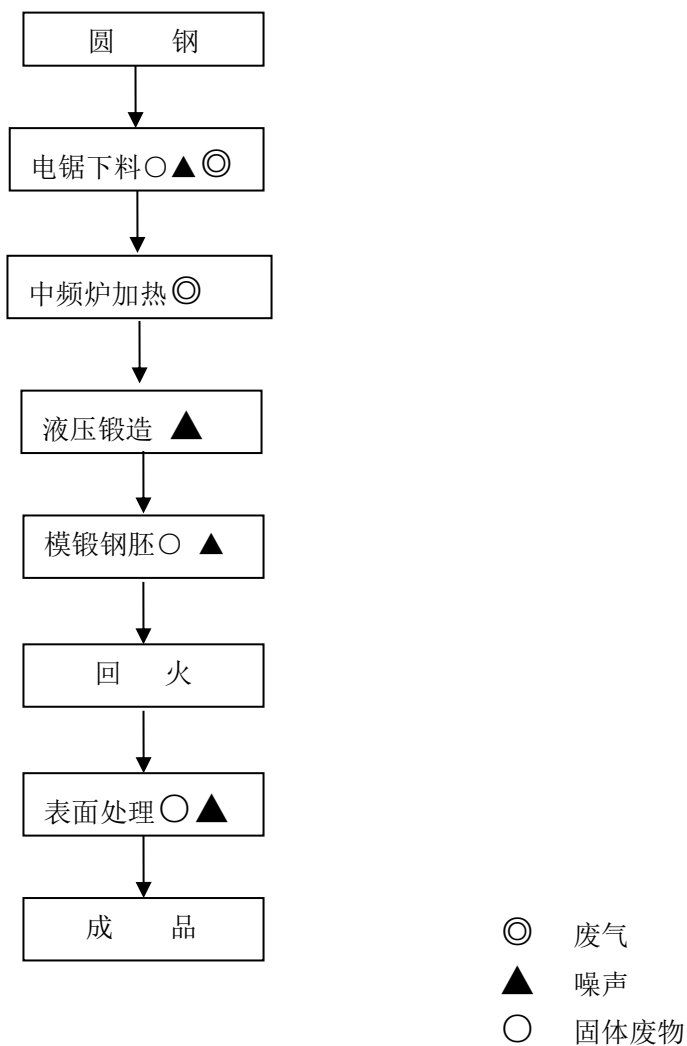 圆 钢
电锯下料○▲◎
中频炉加热◎
液压锻造 ▲
模锻钢胚○ ▲
回 火
表面处理○▲
成 品
◎ 废气
▲ 噪声
○ 固体废物